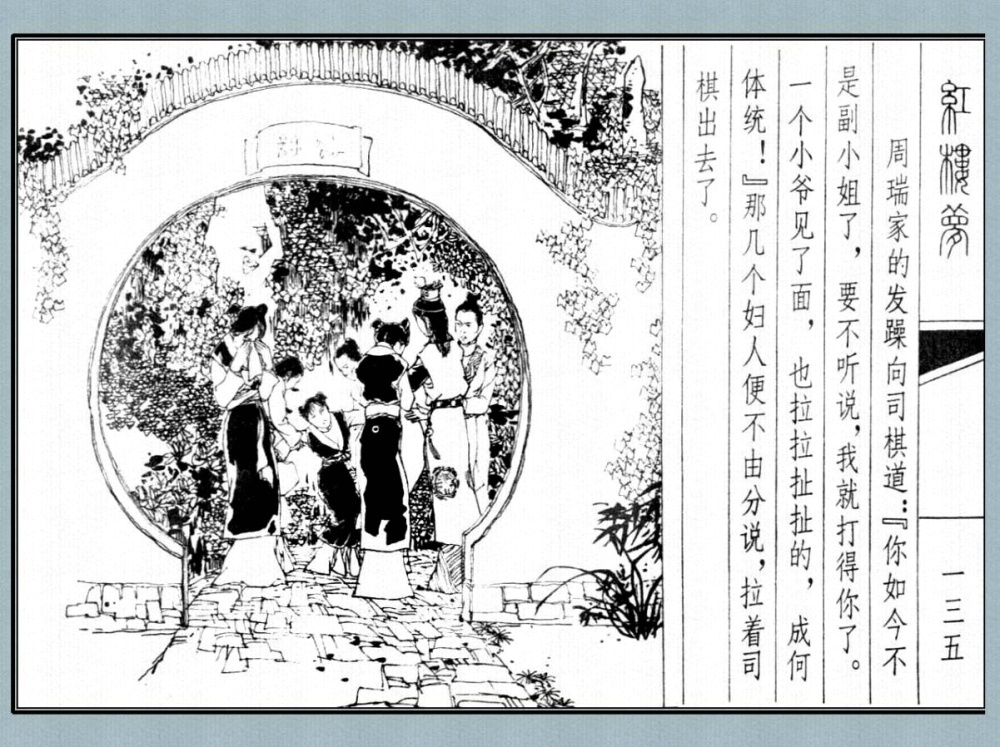 紅樓夢
一三五
周瑞家的发躁向司棋道：『你如今不
是副小姐了，要不听说，我就打得你了。
一个小爷见了面，也拉拉扯扯的，成何
体统！』那几个妇人便不由分说，拉着司
棋出去了。